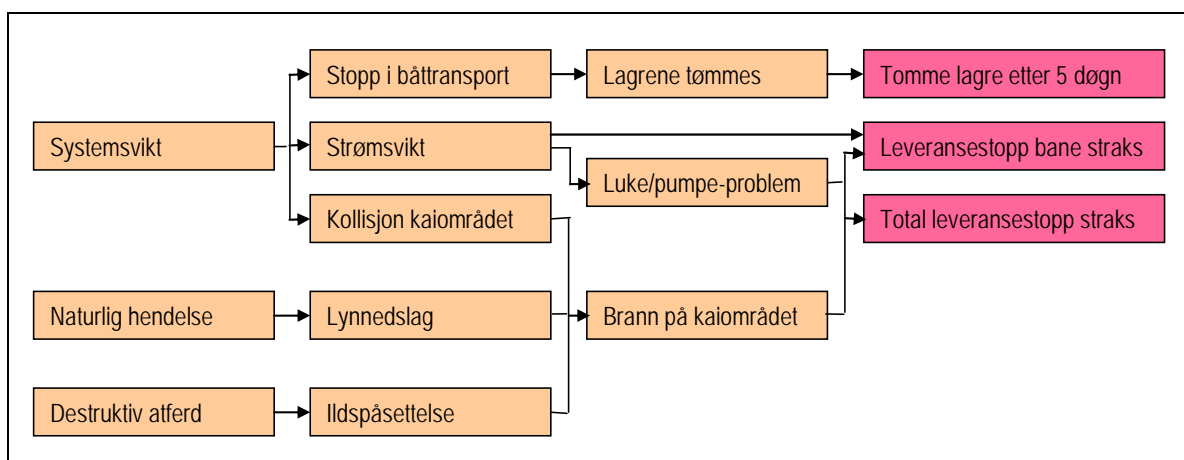 Stopp i båttransport
Lagrene tømmes
Tomme lagre etter 5 døgn
Systemsvikt
Strømsvikt
Leveransestopp bane straks
Luke/pumpe-problem
Kollisjon kaiområdet
Total leveransestopp straks
Naturlig hendelse
Lynnedslag
Brann på kaiområdet
Destruktiv atferd
Ildspåsettelse